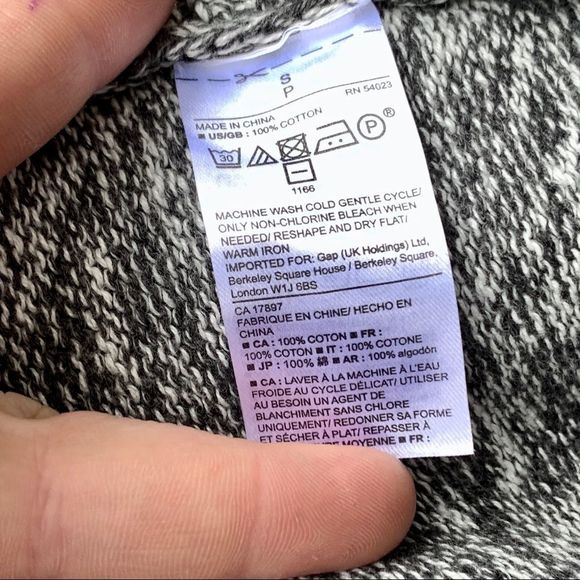 S
P
RN 54023
MADE IN CHINA
■ US/GB : 100% COTTON
30
P
®
1166
MACHINE WASH COLD GENTLE CYCLE/
ONLY NON-CHLORINE BLEACH WHEN
NEEDED/ RESHAPE AND DRY FLAT/
WARM IRON
IMPORTED FOR: Gap (UK Holdings) Ltd,
Berkeley Square House / Berkeley Square,
London W1J 6BS
CA 17897
FABRIQUE EN CHINE/ HECHO EN
CHINA
■ CA : 100% COTON ■ FR :
100% COTON ■ IT : 100% COTONE
■ JP : 100% 綿 ■ AR : 100% algodón
■ CA : LAVER À LA MACHINE À L'EAU
FROIDE AU CYCLE DÉLICAT/ UTILISER
AU BESOIN UN AGENT DE
BLANCHIMENT SANS CHLORE
UNIQUEMENT/ REDONNER SA FORME
ET SÉCHER À PLAT/ REPASSER À
MOYENNE ■ FR :